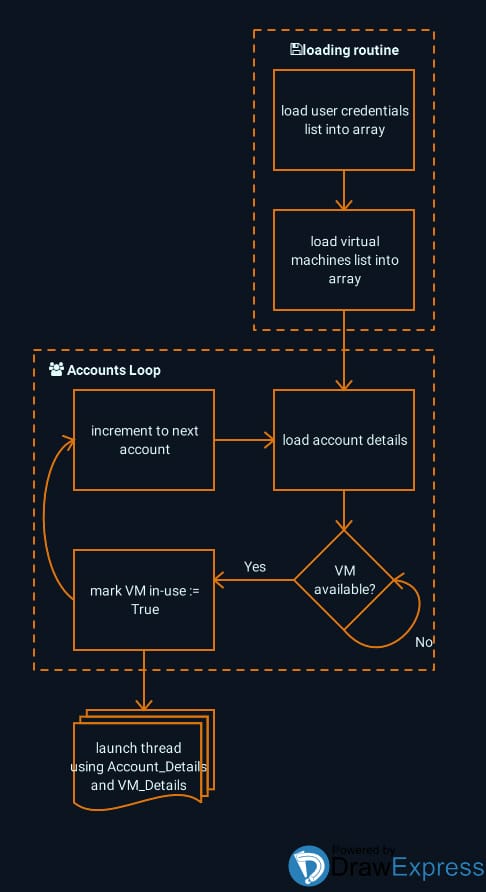 loading routine
load user credentials
list into array
load virtual
machines list into
array
Accounts Loop
increment to next
account
load account details
mark VM in-use :=
True
Yes
VM
available?
No
launch thread
using Account_Details
and VM_Details
Powered by
DrawExpress